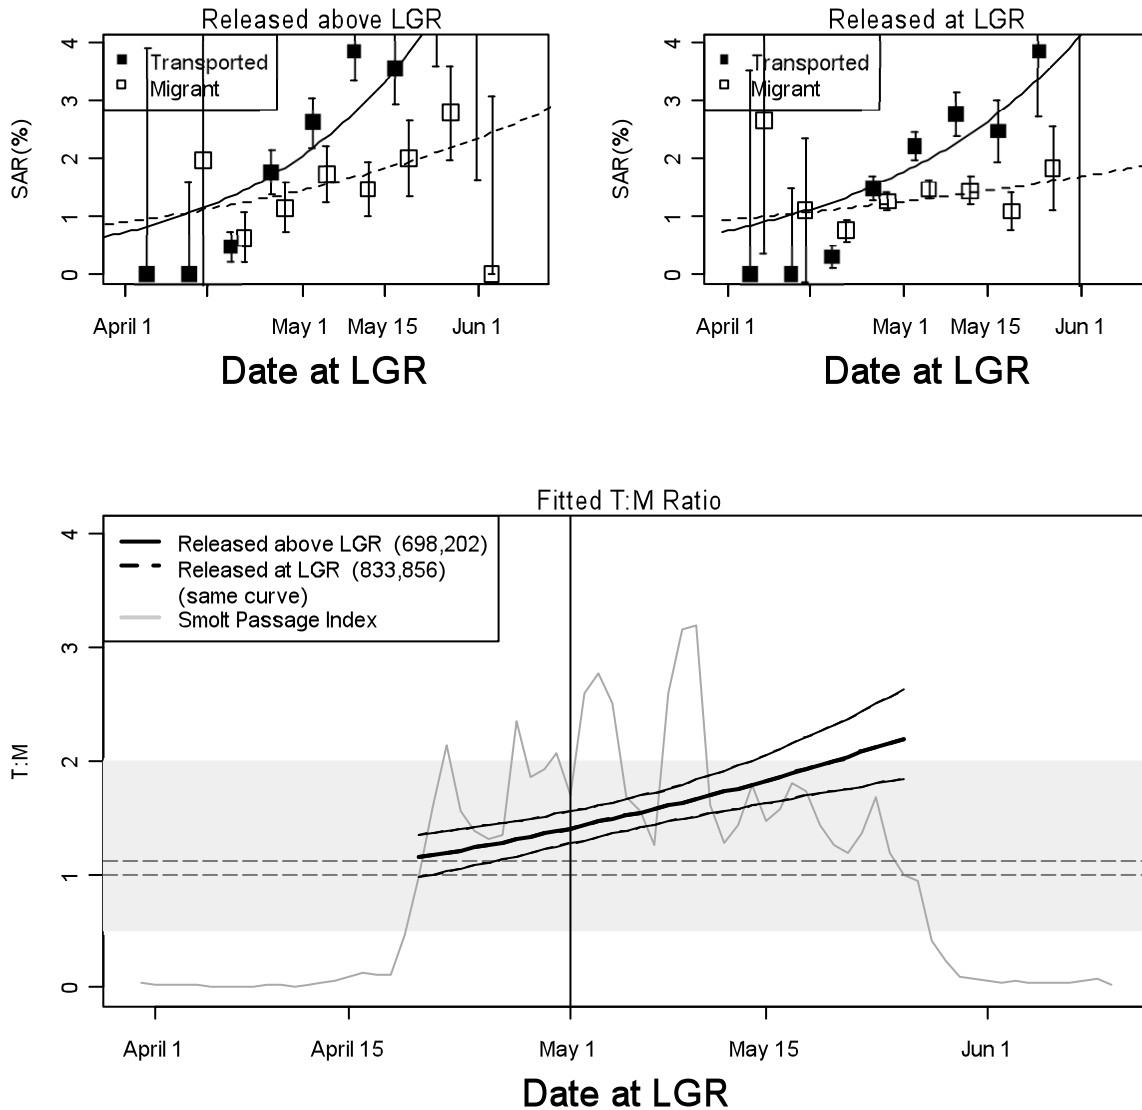 Released above LGR
4
3
2
1
0
SAR(%)
Transported
Migrant
April 1
May 1
May 15
Jun 1
Date at LGR
Released at LGR
4
3
2
1
0
SAR(%)
Transported
Migrant
April 1
May 1
May 15
Jun 1
Date at LGR
Fitted T:M Ratio
4
3
2
1
0
T:M
Released above LGR (698,202)
Released at LGR (833,856)
(same curve)
Smolt Passage Index
April 1
April 15
May 1
May 15
Jun 1
Date at LGR